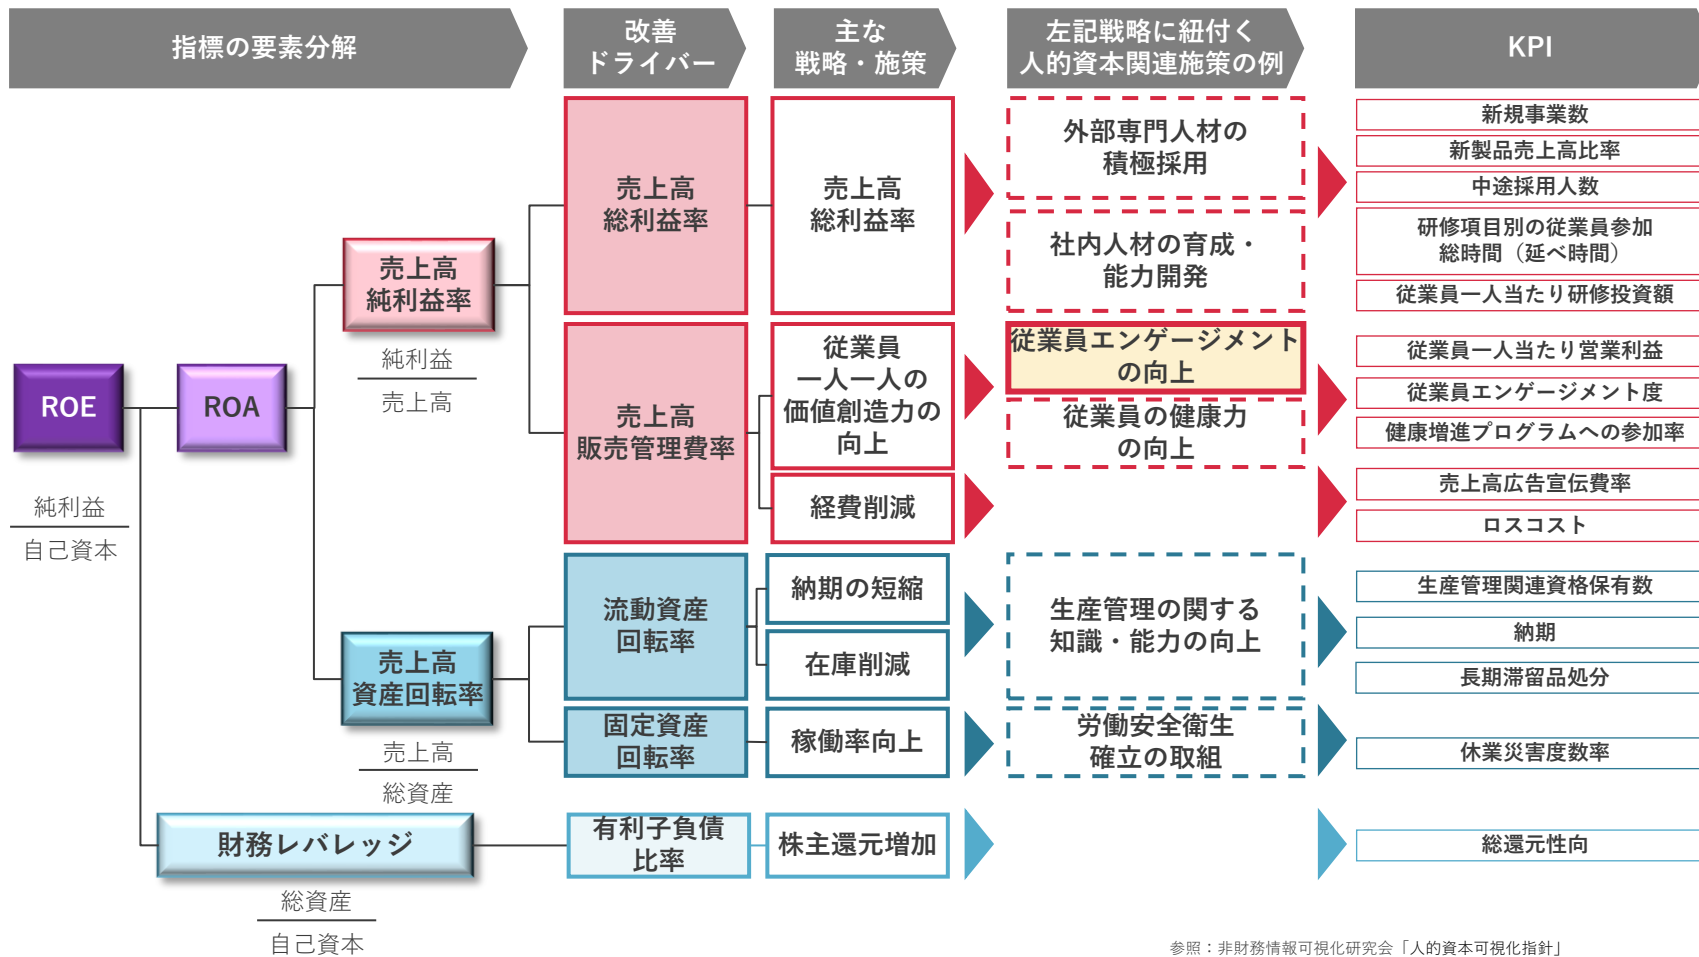 指標の要素分解
改善
ドライバー
主な
戦略・施策
左記戦略に紐付く
人的資本関連施策の例
KPI
ROE
純利益
自己資本
ROA
売上高
純利益率
純利益
売上高
売上高
資産回転率
売上高
総資産
財務レバレッジ
総資産
自己資本
売上高
総利益率
売上高
総利益率
外部専門人材の
積極採用
社内人材の育成・
能力開発
新規事業数
新製品売上高比率
中途採用人数
研修項目別の従業員参加
総時間（延べ時間）
従業員一人当たり研修投資額
売上高
販売管理費率
従業員
一人一人の
価値創造力の
向上
経費削減
従業員エンゲージメント
の向上
従業員の健康力
の向上
従業員一人当たり営業利益
従業員エンゲージメント度
健康増進プログラムへの参加率
売上高広告宣伝費率
ロスコスト
流動資産
回転率
納期の短縮
在庫削減
生産管理の関する
知識・能力の向上
生産管理関連資格保有数
納期
長期滞留品処分
固定資産
回転率
稼働率向上
労働安全衛生
確立の取組
休業災害度数率
有利子負債
比率
株主還元増加
総還元性向
参照：非財務情報可視化研究会「人的資本可視化指針」